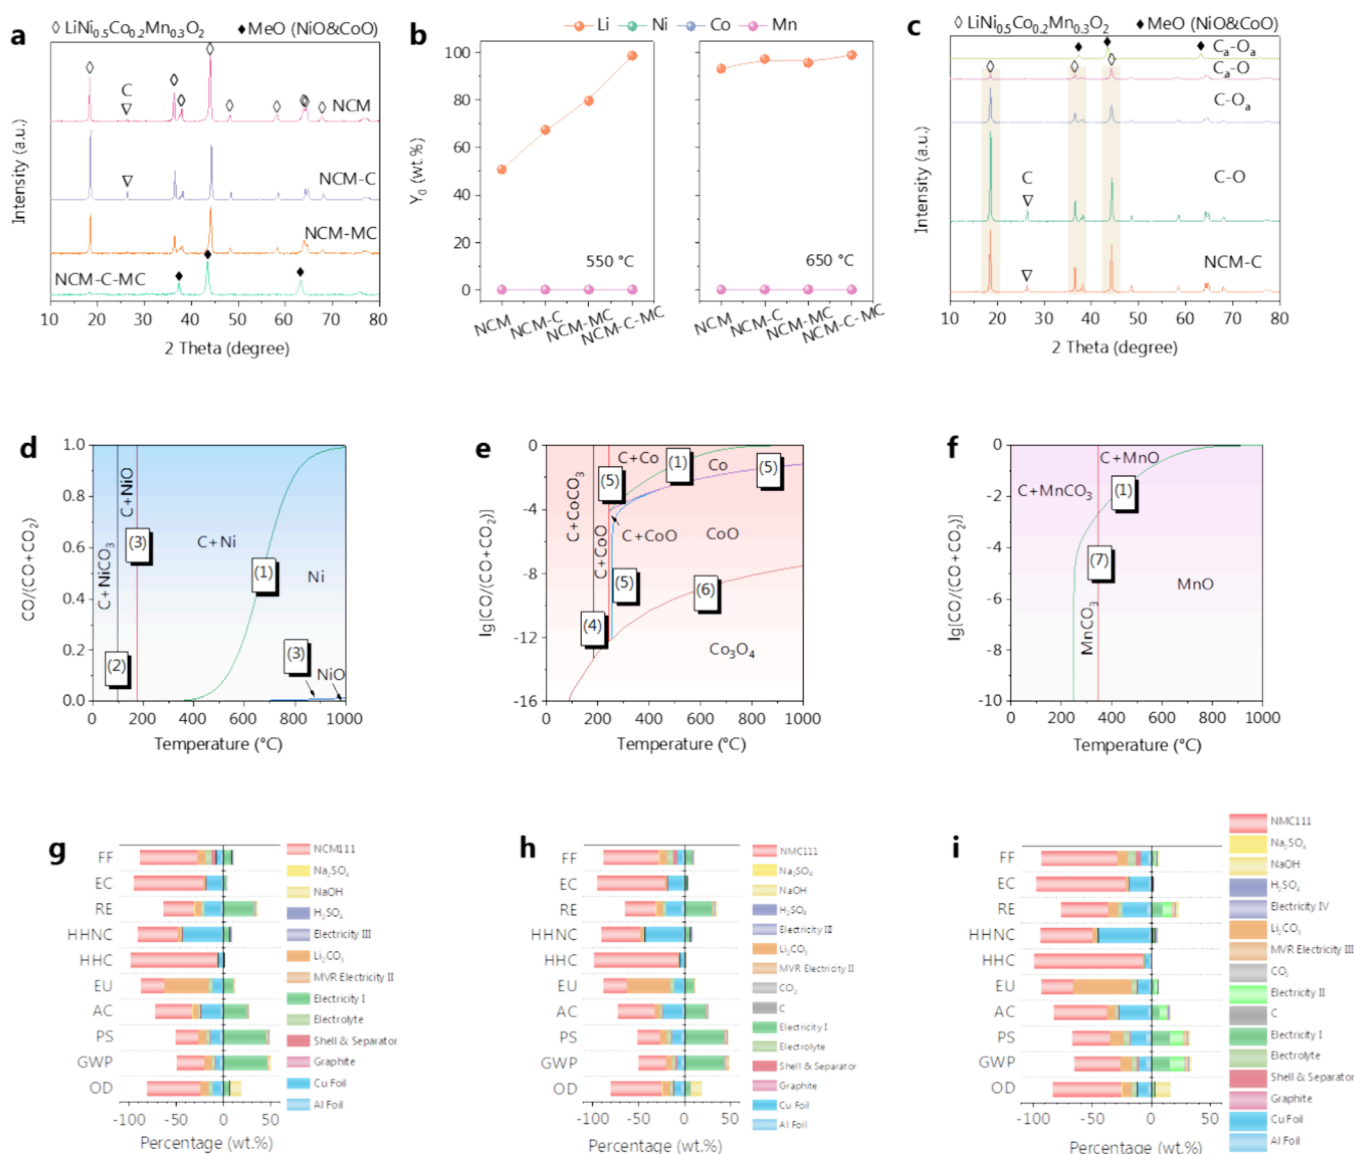 a
◊ LiNi₀.₅Co₀.₂Mn₀.₃O₂ ♦ MeO (NiO&CoO)
C
NCM
NCM-C
NCM-MC
NCM-C-MC
Intensity (a.u.)
10 20 30 40 50 60 70 80
2 Theta (degree)
b
Li Ni Co Mn
100
80
60
40
20
0
Y₀ (wt.%)
550 °C 650 °C
NCM NCM-C NCM-MC NCM-C-MC
NCM NCM-C NCM-MC NCM-C-MC
c
◊ LiNi₀.₅Co₀.₂Mn₀.₃O₂ ♦ MeO (NiO&CoO)
Cₐ-Oₐ
Cₐ-O
C-Oₐ
C-O
C
NCM-C
Intensity (a.u.)
10 20 30 40 50 60 70 80
2 Theta (degree)
d
1.0
0.8
0.6
0.4
0.2
0.0
CO/(CO+CO₂)
C+NiCO₃
C+NiO
(3)
C+Ni
(1)
Ni
(2)
(3)
NiO
0 200 400 600 800 1000
Temperature (°C)
e
0
-4
-8
-12
-16
lg[CO/(CO+CO₂)]
C+CoCO₃
C+CoO
C+Co
(1)
Co
(5)
(5)
C+CoO
CoO
(5)
(6)
(4)
Co₃O₄
0 200 400 600 800 1000
Temperature (°C)
f
0
-2
-4
-6
-8
-10
lg[CO/(CO+CO₂)]
C+MnO
C+MnCO₃
(1)
(7)
MnCO₃
MnO
0 200 400 600 800 1000
Temperature (°C)
g
FF
EC
RE
HHNC
HHC
EU
AC
PS
GWP
OD
-100 -50 0 50
Percentage (wt.%)
NCM111
Na₂SO₄
NaOH
H₂SO₄
Electricity III
Li₂CO₃
MVR Electricity II
Electricity I
Electrolyte
Shell & Separator
Graphite
Cu Foil
Al Foil
h
FF
EC
RE
HHNC
HHC
EU
AC
PS
GWP
OD
-100 -50 0 50
Percentage (wt.%)
NMC111
Na₂SO₄
NaOH
H₂SO₄
Electricity III
Li₂CO₃
MVR Electricity II
CO₂
C
Electricity I
Electrolyte
Shell & Separator
Graphite
Cu Foil
Al Foil
i
FF
EC
RE
HHNC
HHC
EU
AC
PS
GWP
OD
-100 -50 0 50
Percentage (wt.%)
NMC111
Na₂SO₄
NaOH
H₂SO₄
Electricity IV
Li₂CO₃
MVR Electricity III
CO₂
Electricity II
C
Electricity I
Electrolyte
Shell & Separator
Graphite
Cu Foil
Al Foil